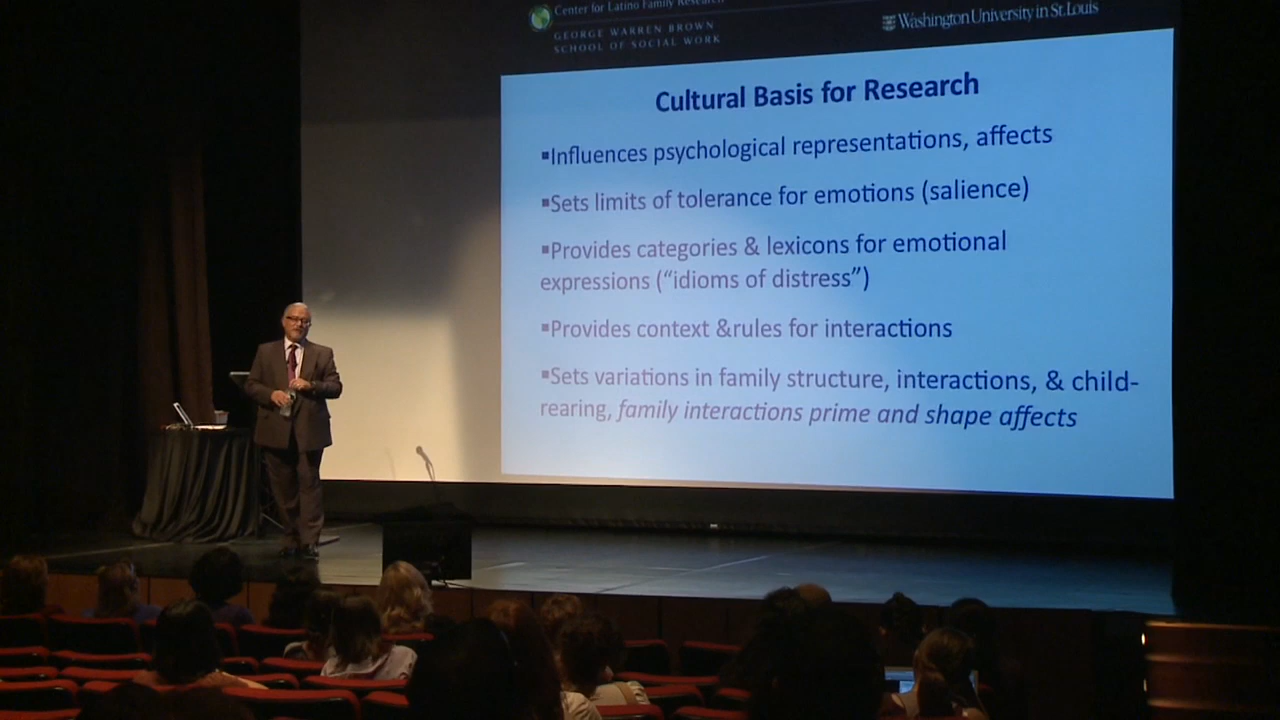 Center for Latino Family Research
GEORGE WARREN BROWN
SCHOOL OF SOCIAL WORK
Washington University in St. Louis
Cultural Basis for Research
▪Influences psychological representations, affects
▪Sets limits of tolerance for emotions (salience)
▪Provides categories & lexicons for emotional
expressions (“idioms of distress”)
▪Provides context &rules for interactions
▪Sets variations in family structure, interactions, & child-
rearing, family interactions prime and shape affects